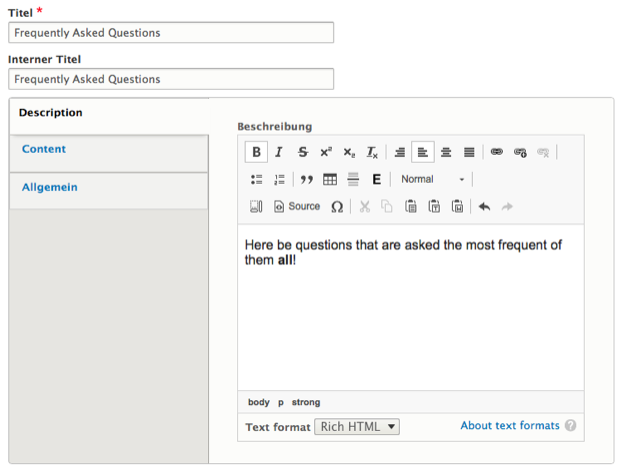 Titel *
Frequently Asked Questions
Interner Titel
Frequently Asked Questions
Description
Content
Allgemein
Beschreibung
B I S x² x₂ Ix
E Normal
Source Ω
Here be questions that are asked the most frequent of
them all!
body p strong
Text format Rich HTML
About text formats ?